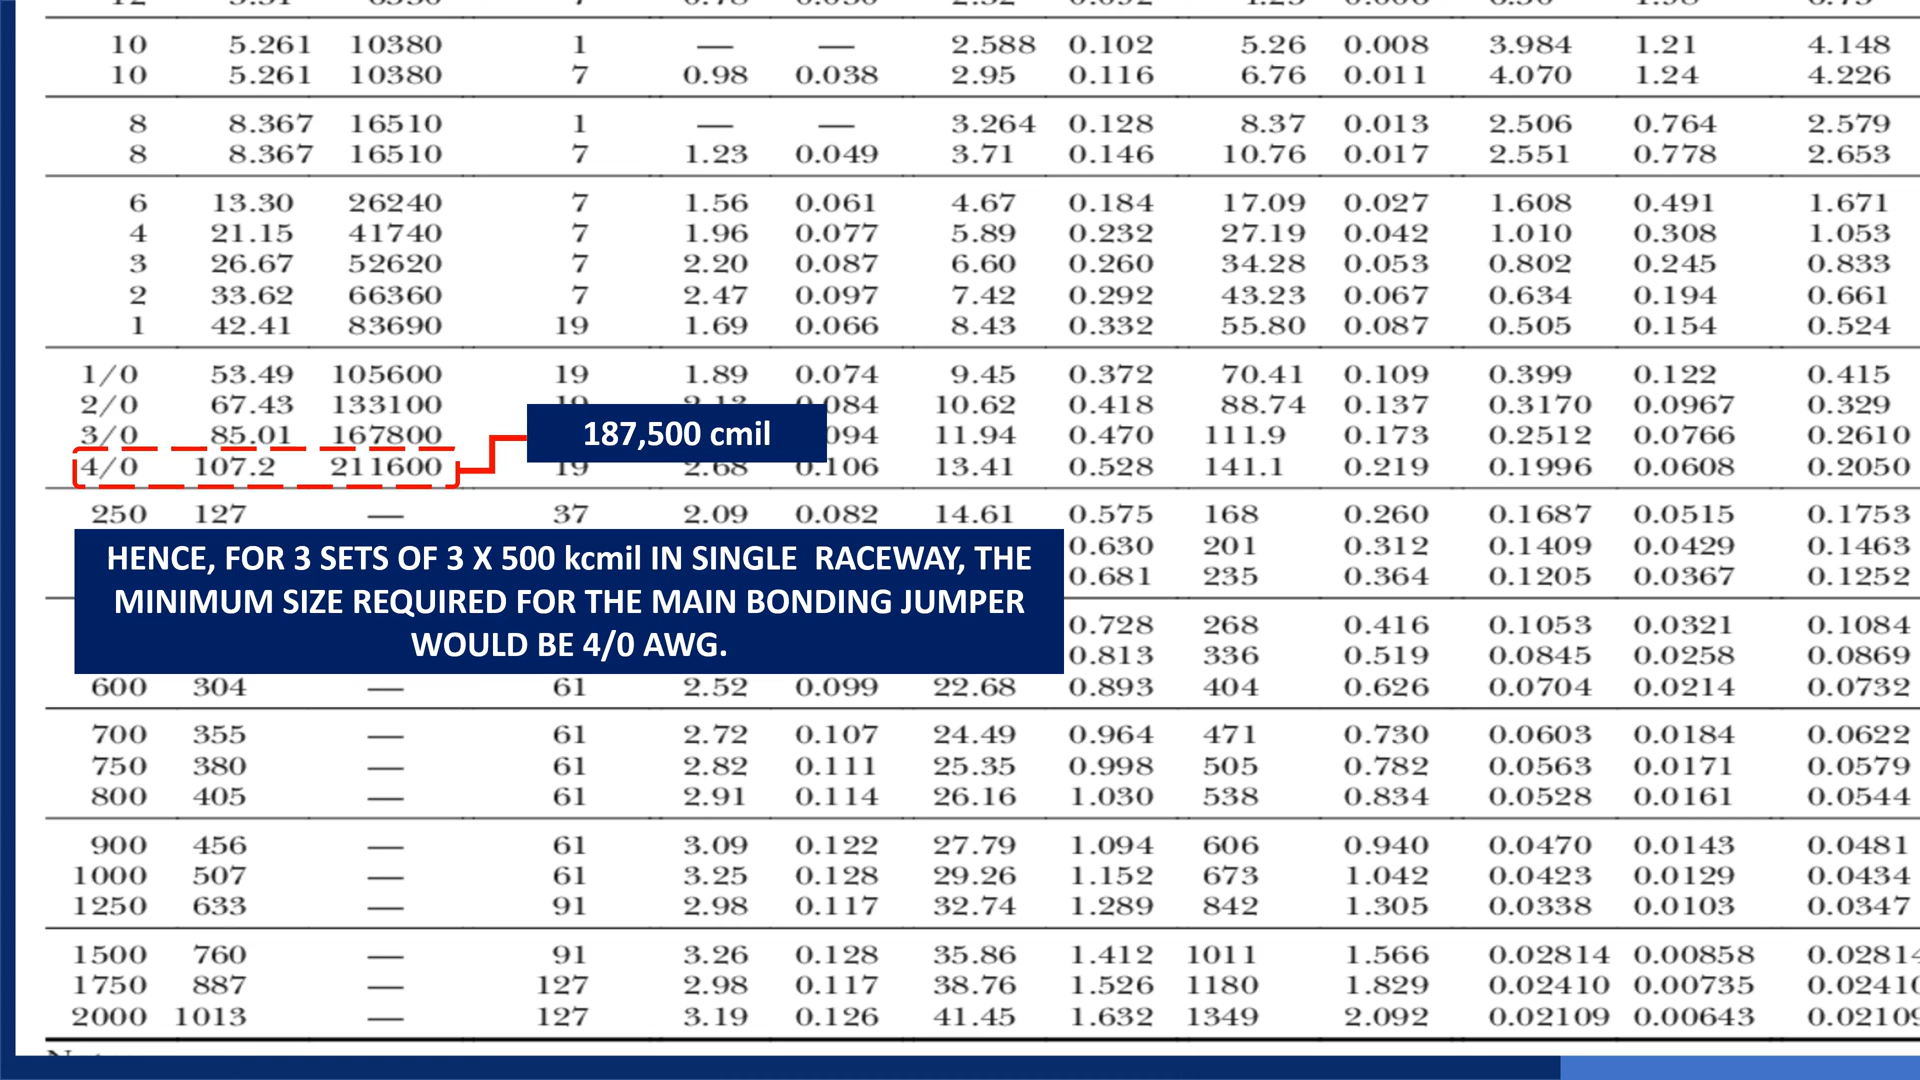 10 5.261 10380 1 — — 2.588 0.102 5.26 0.008 3.984 1.21 4.148
10 5.261 10380 7 0.98 0.038 2.95 0.116 6.76 0.011 4.070 1.24 4.226
8 8.367 16510 1 — — 3.264 0.128 8.37 0.013 2.506 0.764 2.579
8 8.367 16510 7 1.23 0.049 3.71 0.146 10.76 0.017 2.551 0.778 2.653
6 13.30 26240 7 1.56 0.061 4.67 0.184 17.09 0.027 1.608 0.491 1.671
4 21.15 41740 7 1.96 0.077 5.89 0.232 27.19 0.042 1.010 0.308 1.053
3 26.67 52620 7 2.20 0.087 6.60 0.260 34.28 0.053 0.802 0.245 0.833
2 33.62 66360 7 2.47 0.097 7.42 0.292 43.23 0.067 0.634 0.194 0.661
1 42.41 83690 19 1.69 0.066 8.43 0.332 55.80 0.087 0.505 0.154 0.524
1/0 53.49 105600 19 1.89 0.074 9.45 0.372 70.41 0.109 0.399 0.122 0.415
2/0 67.43 133100 084 10.62 0.418 88.74 0.137 0.3170 0.0967 0.329
3/0 85.01 167800 094 11.94 0.470 111.9 0.173 0.2512 0.0766 0.2610
187,500 cmil
4/0 107.2 211600 19 2.68 0.106 13.41 0.528 141.1 0.219 0.1996 0.0608 0.2050
250 127 — 37 2.09 0.082 14.61 0.575 168 0.260 0.1687 0.0515 0.1753
0.630 201 0.312 0.1409 0.0429 0.1463
0.681 235 0.364 0.1205 0.0367 0.1252
0.728 268 0.416 0.1053 0.0321 0.1084
0.813 336 0.519 0.0845 0.0258 0.0869
HENCE, FOR 3 SETS OF 3 X 500 kcmil IN SINGLE RACEWAY, THE
MINIMUM SIZE REQUIRED FOR THE MAIN BONDING JUMPER
WOULD BE 4/0 AWG.
600 304 — 61 2.52 0.099 22.68 0.893 404 0.626 0.0704 0.0214 0.0732
700 355 — 61 2.72 0.107 24.49 0.964 471 0.730 0.0603 0.0184 0.0622
750 380 — 61 2.82 0.111 25.35 0.998 505 0.782 0.0563 0.0171 0.0579
800 405 — 61 2.91 0.114 26.16 1.030 538 0.834 0.0528 0.0161 0.0544
900 456 — 61 3.09 0.122 27.79 1.094 606 0.940 0.0470 0.0143 0.0481
1000 507 — 61 3.25 0.128 29.26 1.152 673 1.042 0.0423 0.0129 0.0434
1250 633 — 91 2.98 0.117 32.74 1.289 842 1.305 0.0338 0.0103 0.0347
1500 760 — 91 3.26 0.128 35.86 1.412 1011 1.566 0.02814 0.00858 0.02814
1750 887 — 127 2.98 0.117 38.76 1.526 1180 1.829 0.02410 0.00735 0.02410
2000 1013 — 127 3.19 0.126 41.45 1.632 1349 2.092 0.02109 0.00643 0.02109